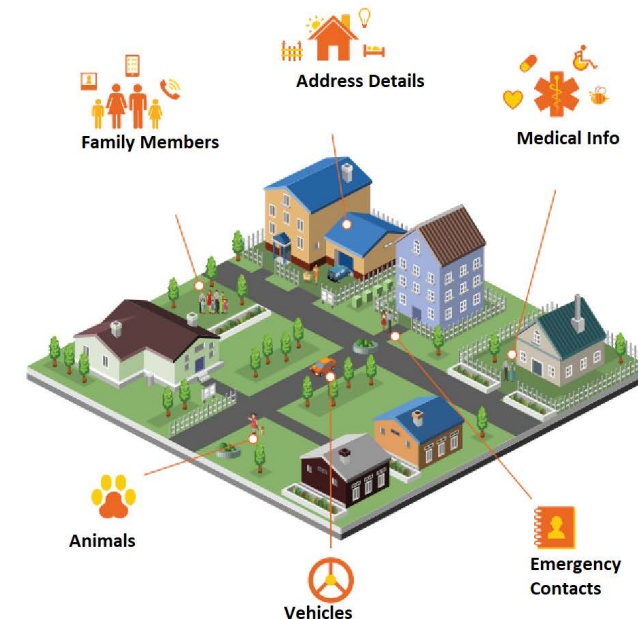 Address Details
Family Members
Medical Info
Animals
Emergency
Contacts
Vehicles